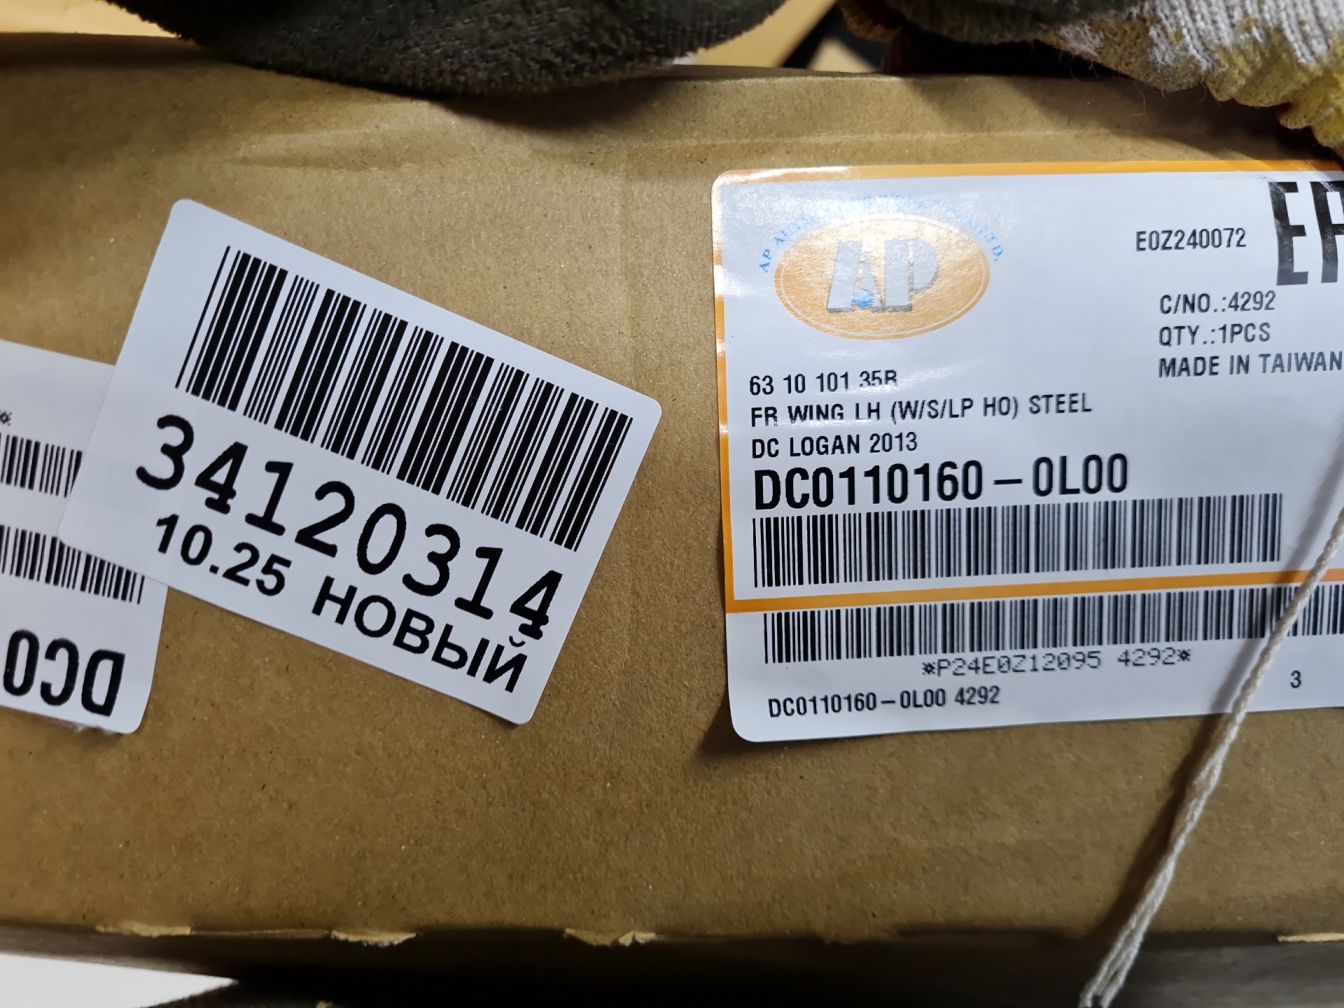 34120314
10.25 НОВЫЙ
DC0
AP
E0Z240072
C/NO.:4292
QTY.:1PCS
MADE IN TAIWAN
63 10 101 35R
FR WING LH (W/S/LP HO) STEEL
DC LOGAN 2013
DC0110160-0L00
*P24E0Z12095 4292*
DC0110160-0L00 4292
3